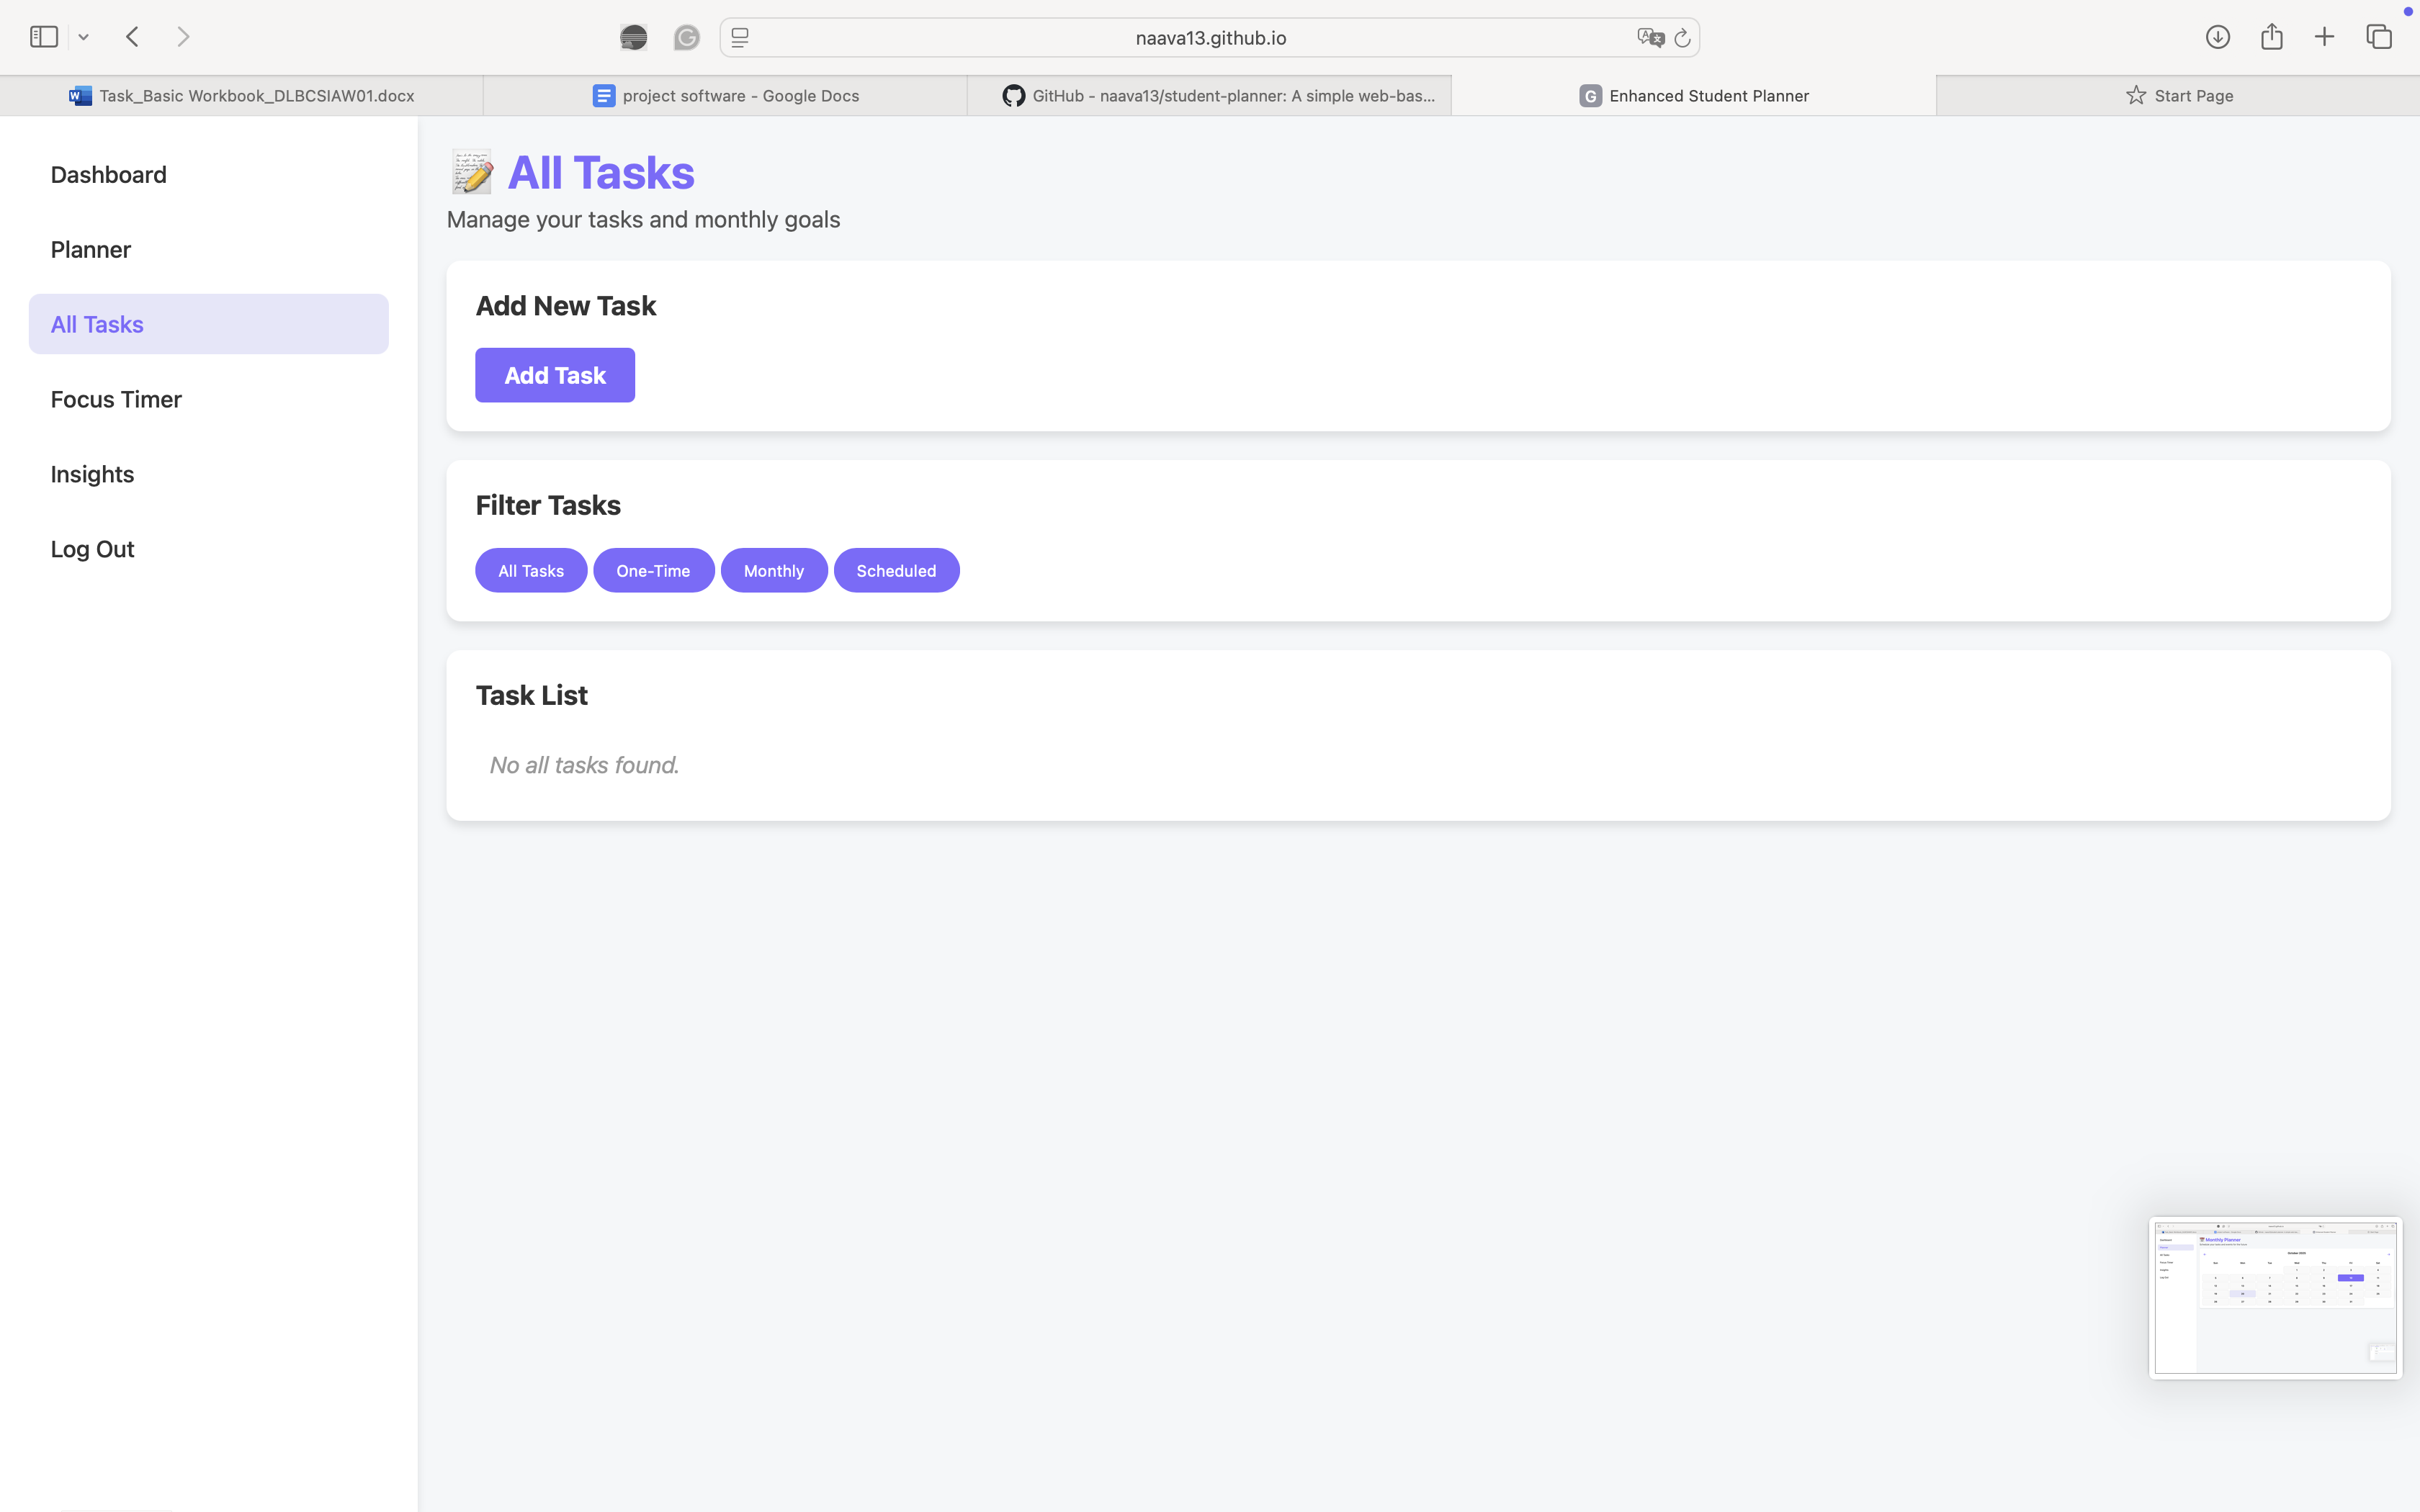 naava13.github.io
Task_Basic Workbook_DLBCSIAW01.docx
project software - Google Docs
GitHub - naava13/student-planner: A simple web-bas...
Enhanced Student Planner
Start Page
Dashboard
Planner
All Tasks
Focus Timer
Insights
Log Out
All Tasks
Manage your tasks and monthly goals
Add New Task
Add Task
Filter Tasks
All Tasks
One-Time
Monthly
Scheduled
Task List
No all tasks found.
Monthly Planner